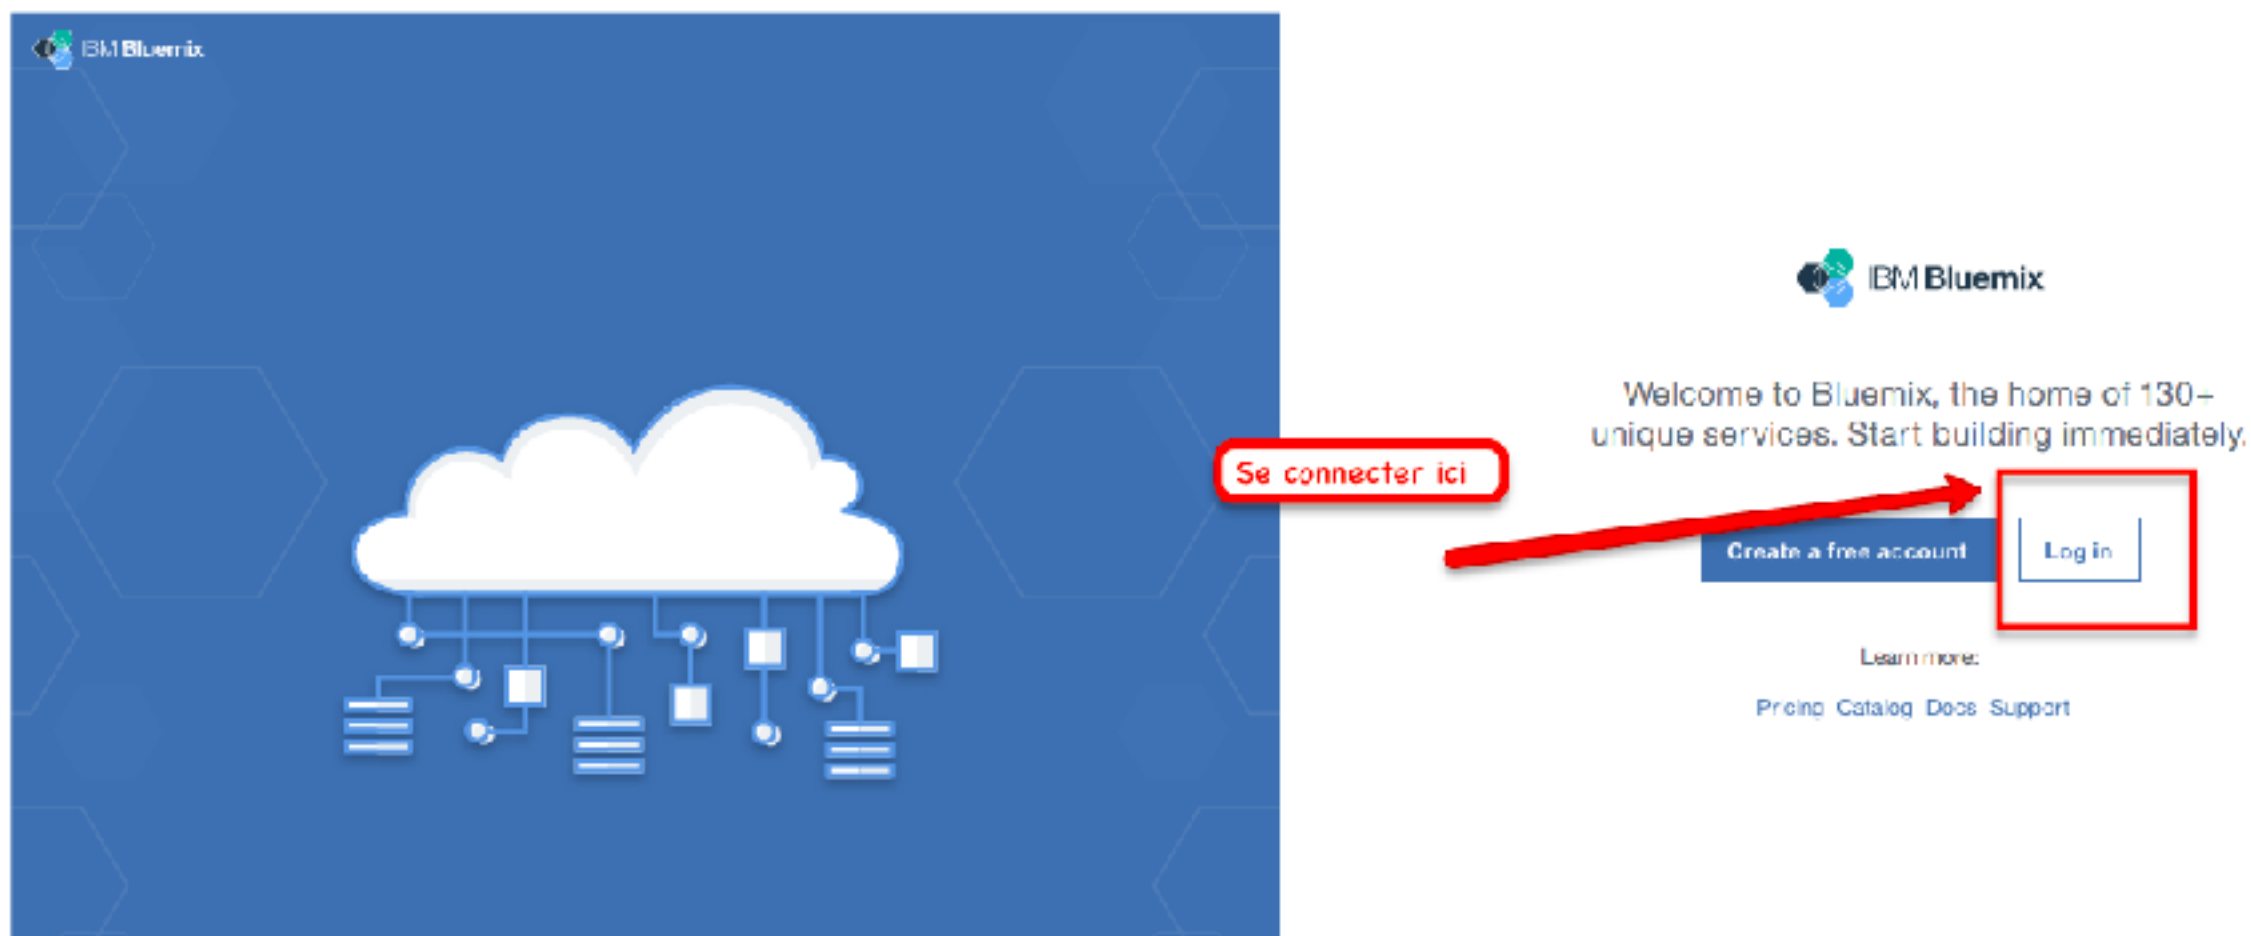 IBM Bluemix
IBM Bluemix
Welcome to Bluemix, the home of 130+
unique services. Start building immediately.
Se connecter ici
Create a free account
Log in
Learn more:
Pricing Catalog Docs Support